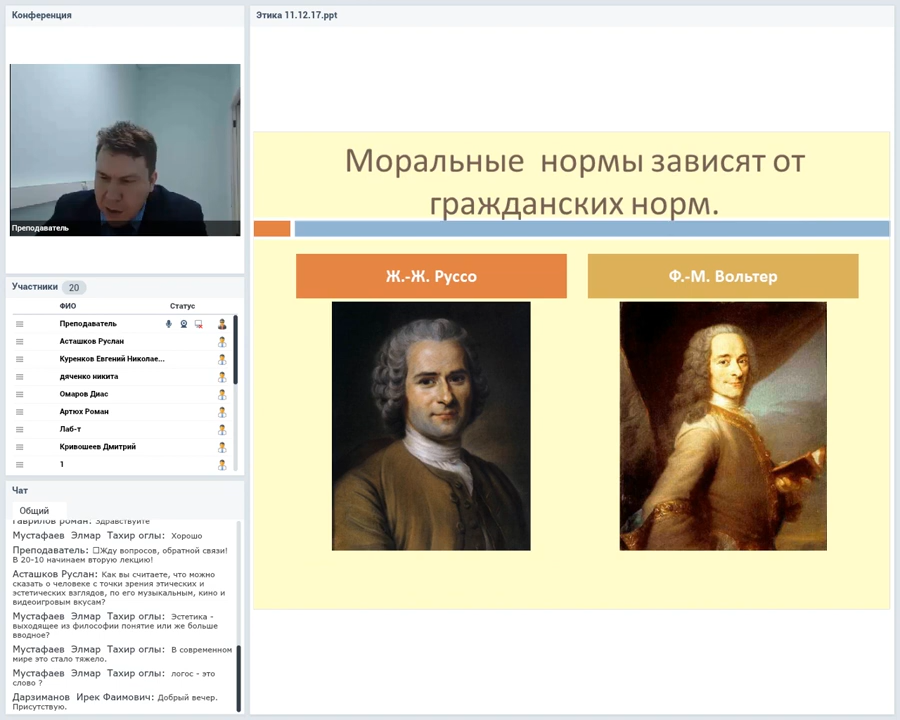 Конференция
Преподаватель
Участники 20
ФИО Статус
Преподаватель
Асташков Руслан
Куренков Евгений Николае...
дяченко никита
Омаров Диас
Артюх Роман
Лаб-т
Кривошеев Дмитрий
1
Чат
Общий
Гаврилов роман: Здравствуйте
Мустафаев Элмар Тахир оглы: Хорошо
Преподаватель: Жду вопросов, обратной связи!
В 20-10 начинаем вторую лекцию!
Асташков Руслан: Как вы считаете, что можно
сказать о человеке с точки зрения этических и
эстетических взглядов, по его музыкальным, кино и
видеоигровым вкусам?
Мустафаев Элмар Тахир оглы: Эстетика -
выходящее из философии понятие или же больше
вводное?
Мустафаев Элмар Тахир оглы: В современном
мире это стало тяжело.
Мустафаев Элмар Тахир оглы: логос - это
слово ?
Дарзиманов Ирек Фаимович: Добрый вечер.
Присутствую.
Этика 11.12.17.ppt
Моральные нормы зависят от
гражданских норм.
Ж.-Ж. Руссо
Ф.-М. Вольтер